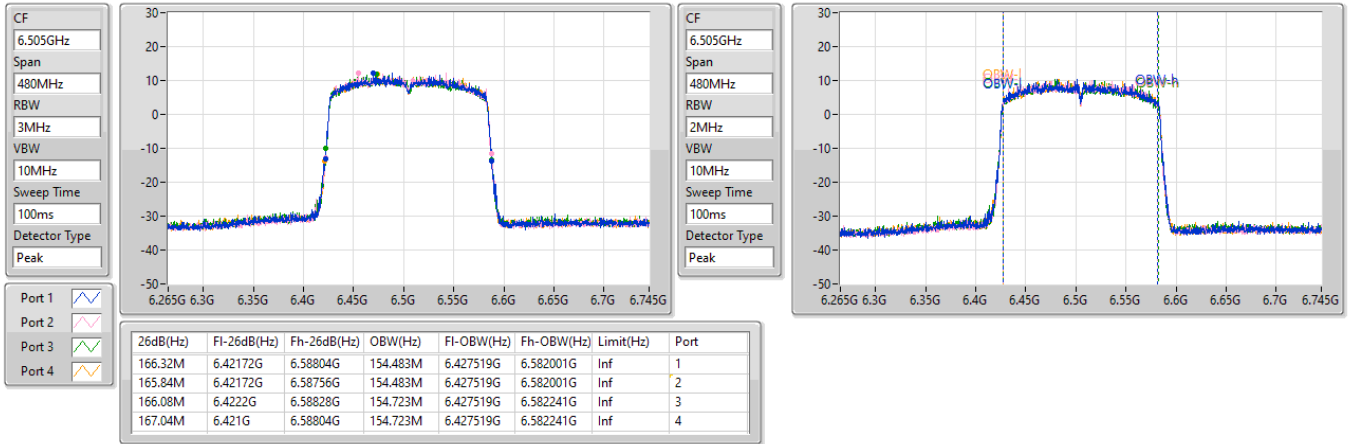 CF
6.505GHz
Span
480MHz
RBW
3MHz
VBW
10MHz
Sweep Time
100ms
Detector Type
Peak
30
20
10
0
-10
-20
-30
-40
-50
6.265G 6.3G 6.35G 6.4G 6.45G 6.5G 6.55G 6.6G 6.65G 6.7G 6.745G
CF
6.505GHz
Span
480MHz
RBW
2MHz
VBW
10MHz
Sweep Time
100ms
Detector Type
Peak
30
20
10
0
-10
-20
-30
-40
-50
OBW-l
OBW-l
OBW-h
6.265G 6.3G 6.35G 6.4G 6.45G 6.5G 6.55G 6.6G 6.65G 6.7G 6.745G
Port 1
Port 2
Port 3
Port 4
26dB(Hz) Fl-26dB(Hz) Fh-26dB(Hz) OBW(Hz) Fl-OBW(Hz) Fh-OBW(Hz) Limit(Hz) Port
166.32M 6.42172G 6.58804G 154.483M 6.427519G 6.582001G Inf 1
165.84M 6.42172G 6.58756G 154.483M 6.427519G 6.582001G Inf 2
166.08M 6.4222G 6.58828G 154.723M 6.427519G 6.582241G Inf 3
167.04M 6.421G 6.58804G 154.723M 6.427519G 6.582241G Inf 4